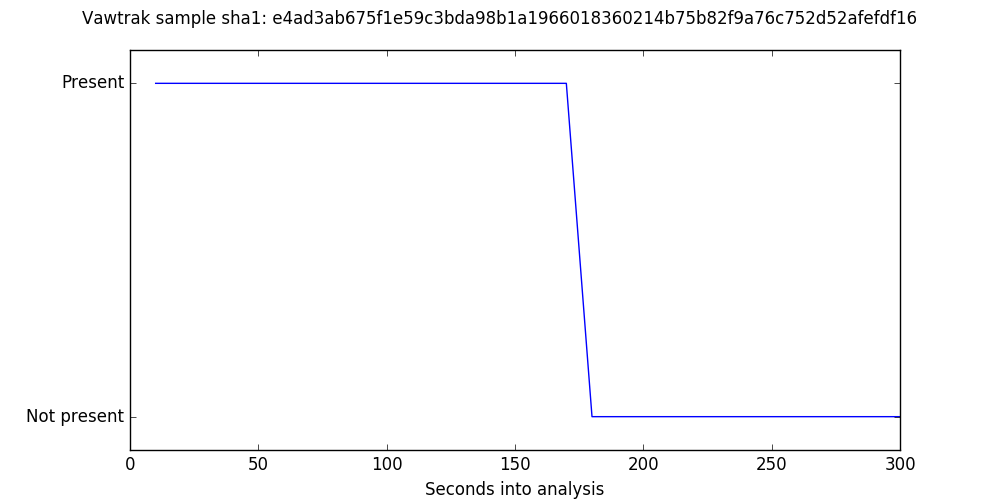 Vawtrak sample sha1: e4ad3ab675f1e59c3bda98b1a1966018360214b75b82f9a76c752d52afefdf16
Present
Not present
0 50 100 150 200 250 300
Seconds into analysis